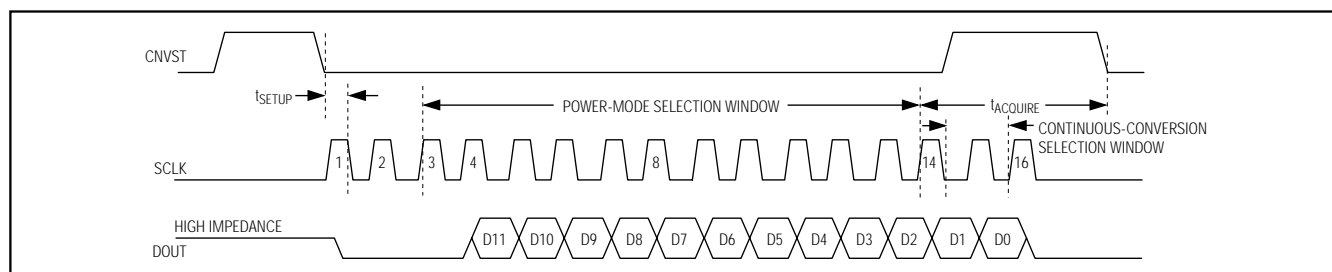 CNVST
tSETUP
POWER-MODE SELECTION WINDOW
tACQUIRE
CONTINUOUS-CONVERSION
SELECTION WINDOW
SCLK
1 2 3 4 8 14 16
HIGH IMPEDANCE
DOUT
D11 D10 D9 D8 D7 D6 D5 D4 D3 D2 D1 D0